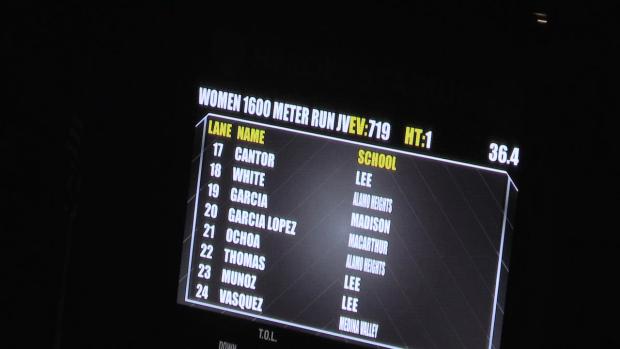 WOMEN 1600 METER RUN JV EV:719 HT:1 36.4
LANE NAME SCHOOL
17 CANTOR LEE
18 WHITE ALAMO HEIGHTS
19 GARCIA MADISON
20 GARCIA LOPEZ MACARTHUR
21 OCHOA ALAMO HEIGHTS
22 THOMAS LEE
23 MUNOZ LEE
24 VASQUEZ MEDINA VALLEY
T.O.L.
DOWN